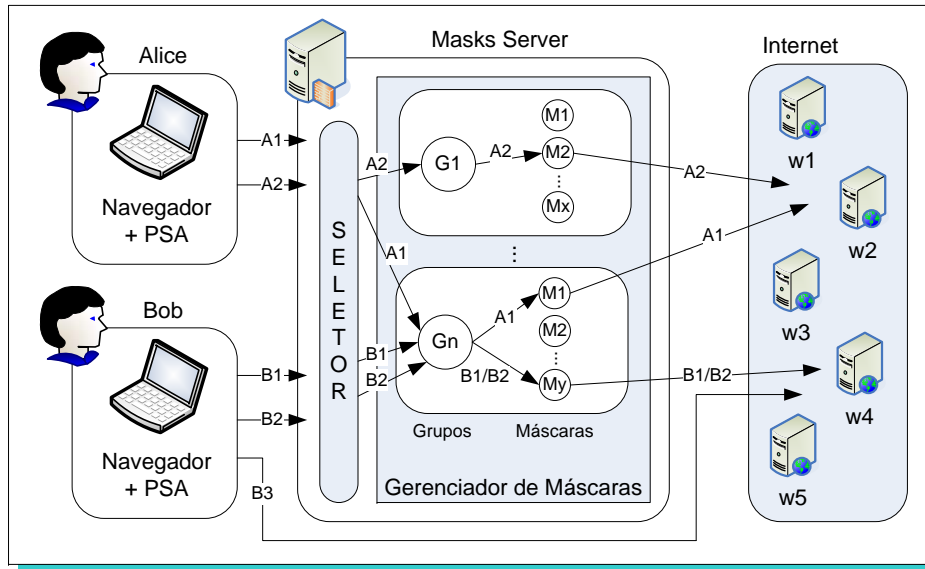 Alice
Masks Server
Internet
A1
A2
Navegador
+ PSA
Bob
B1
B2
Navegador
+ PSA
B3
S
E
L
E
T
O
R
A2
A1
B1
B2
G1
A2
M1
M2
⋮
Mx
⋮
Gn
A1
B1/B2
M1
M2
⋮
My
Grupos
Máscaras
Gerenciador de Máscaras
A2
A1
B1/B2
w1
w2
w3
w4
w5